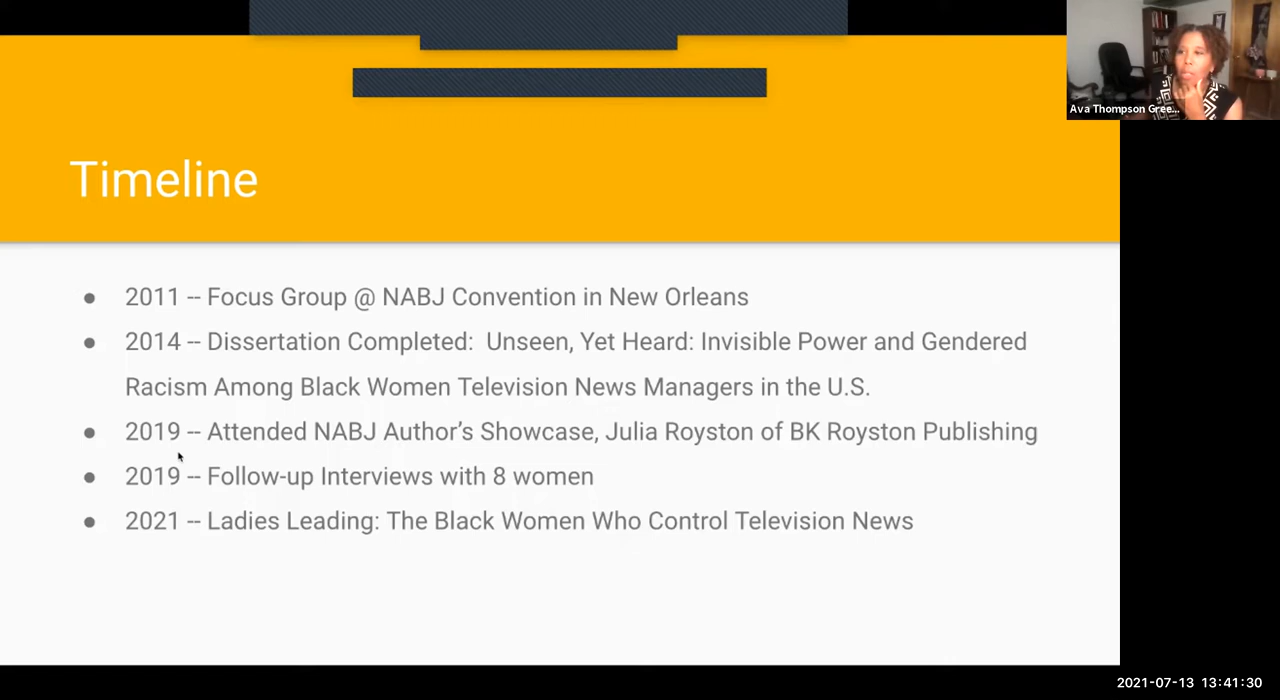 Ava Thompson Gree...
Timeline
● 2011 -- Focus Group @ NABJ Convention in New Orleans
● 2014 -- Dissertation Completed:  Unseen, Yet Heard: Invisible Power and Gendered
Racism Among Black Women Television News Managers in the U.S.
● 2019 -- Attended NABJ Author’s Showcase, Julia Royston of BK Royston Publishing
● 2019 -- Follow-up Interviews with 8 women
● 2021 -- Ladies Leading: The Black Women Who Control Television News
2021-07-13 13:41:30